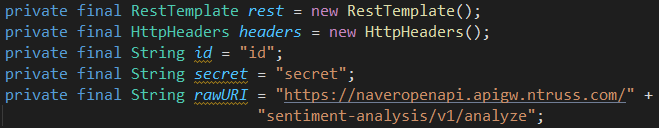 private final RestTemplate rest = new RestTemplate();
private final HttpHeaders headers = new HttpHeaders();
private final String id = "id";
private final String secret = "secret";
private final String rawURI = "https://naveropenapi.apigw.ntruss.com/" +
"sentiment-analysis/v1/analyze";